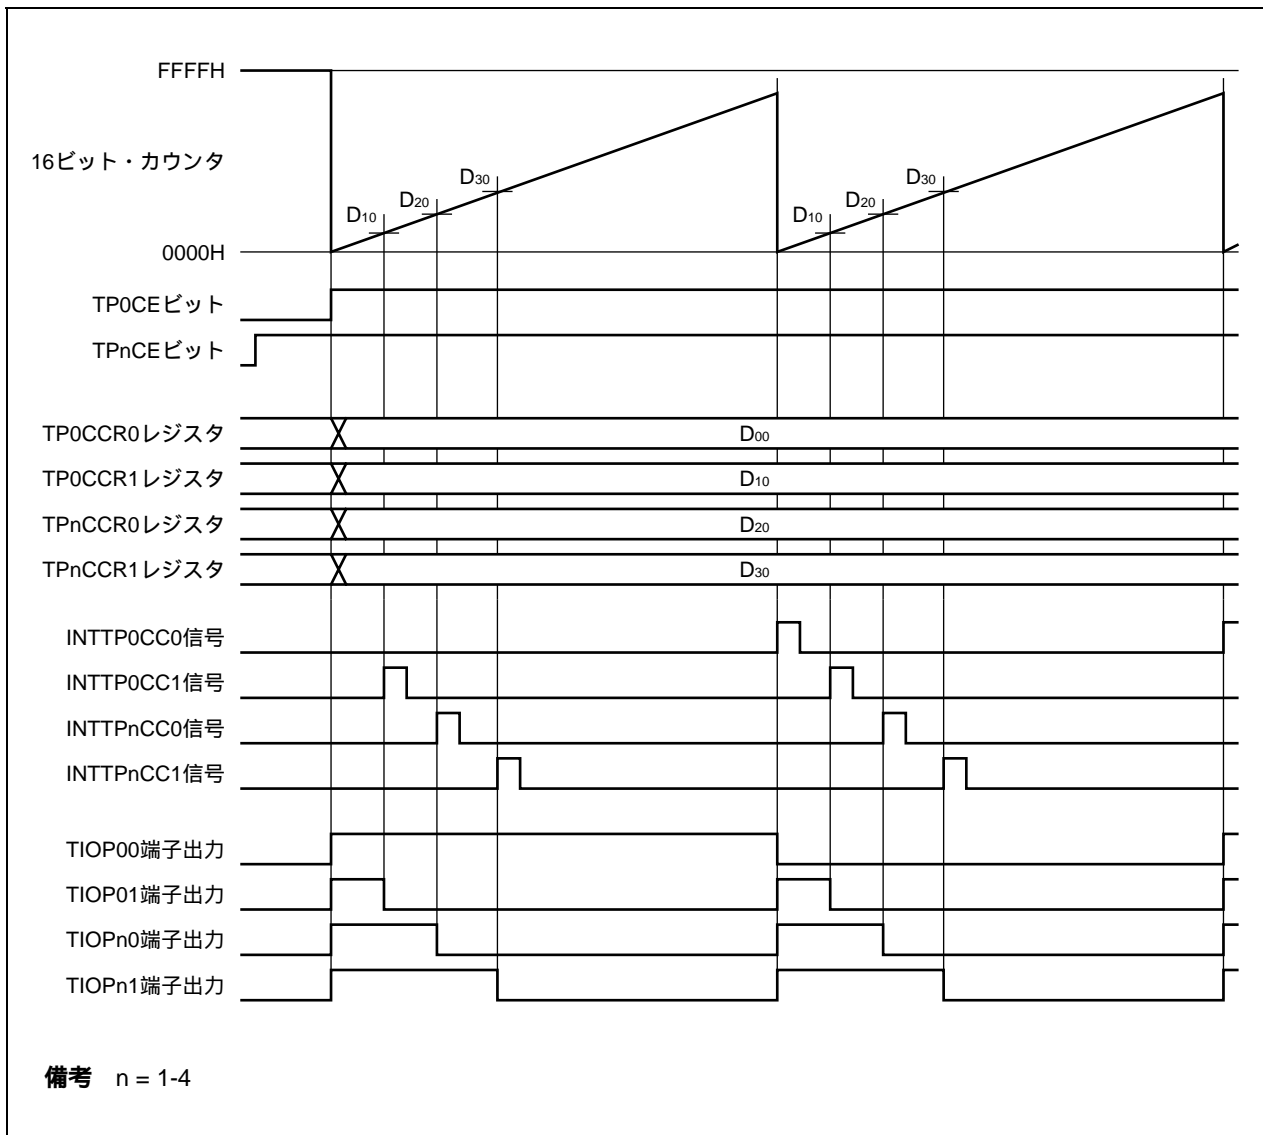 FFFFH
16ビット・カウンタ
D30
D30
D20
D20
D10
D10
0000H
TP0CEビット
TPnCEビット
TP0CCR0レジスタ
D00
TP0CCR1レジスタ
D10
TPnCCR0レジスタ
D20
TPnCCR1レジスタ
D30
INTTP0CC0信号
INTTP0CC1信号
INTTPnCC0信号
INTTPnCC1信号
TIOP00端子出力
TIOP01端子出力
TIOPn0端子出力
TIOPn1端子出力
備考 n = 1-4